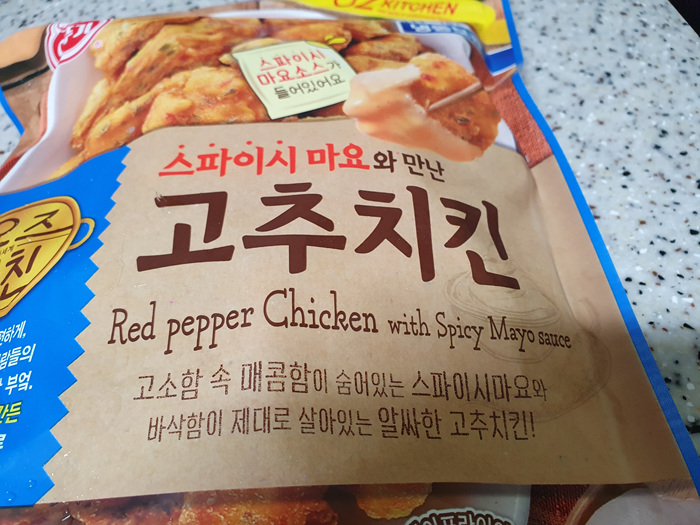 OZ KITCHEN
스파이시
마요소스가
들어있어요
스파이시 마요와 만난
고추치킨
Red pepper Chicken with Spicy Mayo sauce
고소함 속 매콤함이 숨어있는 스파이시마요와
바삭함이 제대로 살아있는 알싸한 고추치킨!